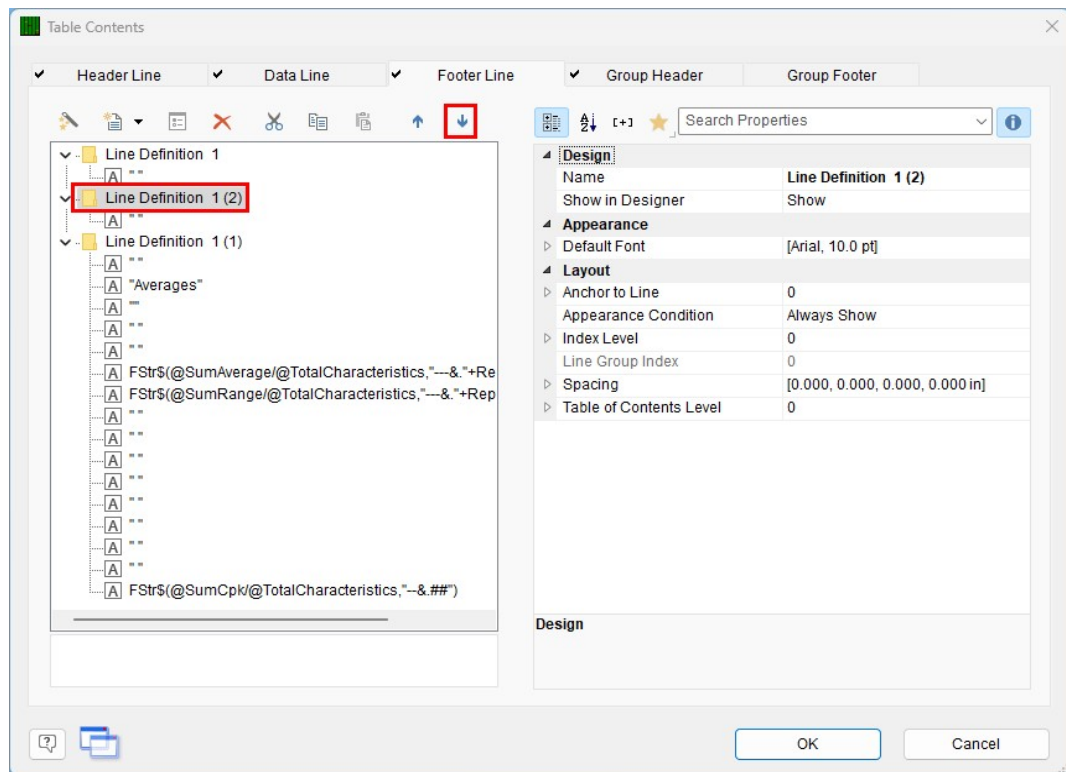 Table Contents
Header Line Data Line Footer Line Group Header Group Footer
Search Properties
Line Definition 1
A " "
Line Definition 1 (2)
A " "
Line Definition 1 (1)
A " "
A "Averages"
A ""
A " "
A " "
A FStr$(@SumAverage/@TotalCharacteristics,"---&."+Re
A FStr$(@SumRange/@TotalCharacteristics,"---&."+Rep
A " "
A " "
A " "
A " "
A " "
A " "
A " "
A " "
A FStr$(@SumCpk/@TotalCharacteristics,"--&.##")
Design
Name Line Definition 1 (2)
Show in Designer Show
Appearance
Default Font [Arial, 10.0 pt]
Layout
Anchor to Line 0
Appearance Condition Always Show
Index Level 0
Line Group Index 0
Spacing [0.000, 0.000, 0.000, 0.000 in]
Table of Contents Level 0
Design
OK Cancel